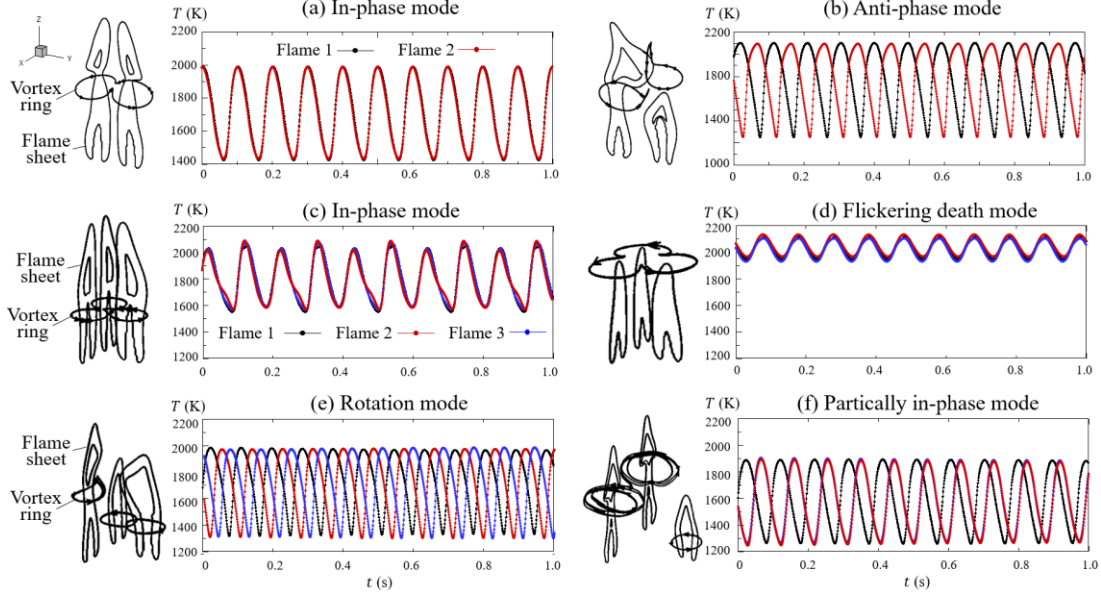 (a) In-phase mode
T (K)
2200
2000
1800
1600
1400
0
0.2
0.4
0.6
0.8
1.0
Flame 1
Flame 2
Z
X
Y
Vortex
ring
Flame
sheet
(b) Anti-phase mode
T (K)
2200
1900
1600
1300
1000
0
0.2
0.4
0.6
0.8
1.0
(c) In-phase mode
T (K)
2200
2000
1800
1600
1400
1200
0
0.2
0.4
0.6
0.8
1.0
Flame 1
Flame 2
Flame 3
Flame
sheet
Vortex
ring
(d) Flickering death mode
T (K)
2200
2000
1800
1600
1400
1200
0
0.2
0.4
0.6
0.8
1.0
(e) Rotation mode
T (K)
2200
2000
1800
1600
1400
1200
0
0.2
0.4
0.6
0.8
1.0
t (s)
Flame
sheet
Vortex
ring
(f) Partically in-phase mode
T (K)
2200
2000
1800
1600
1400
1200
0
0.2
0.4
0.6
0.8
1.0
t (s)